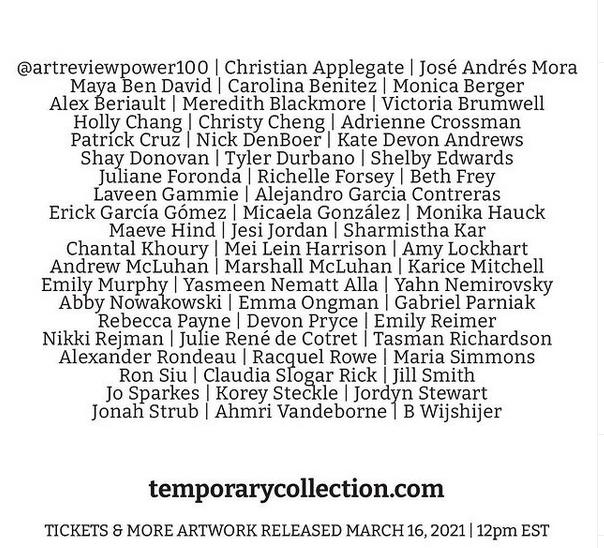 @artreviewpower100 | Christian Applegate | José Andrés Mora
Maya Ben David | Carolina Benitez | Monica Berger
Alex Beriault | Meredith Blackmore | Victoria Brumwell
Holly Chang | Christy Cheng | Adrienne Crossman
Patrick Cruz | Nick DenBoer | Kate Devon Andrews
Shay Donovan | Tyler Durbano | Shelby Edwards
Juliane Foronda | Richelle Forsey | Beth Frey
Laveen Gammie | Alejandro Garcia Contreras
Erick García Gómez | Micaela González | Monika Hauck
Maeve Hind | Jesi Jordan | Sharmistha Kar
Chantal Khoury | Mei Lein Harrison | Amy Lockhart
Andrew McLuhan | Marshall McLuhan | Karice Mitchell
Emily Murphy | Yasmeen Nematt Alla | Yahn Nemirovsky
Abby Nowakowski | Emma Ongman | Gabriel Parniak
Rebecca Payne | Devon Pryce | Emily Reimer
Nikki Rejman | Julie René de Cotret | Tasman Richardson
Alexander Rondeau | Racquel Rowe | Maria Simmons
Ron Siu | Claudia Slogar Rick | Jill Smith
Jo Sparkes | Korey Steckle | Jordyn Stewart
Jonah Strub | Ahmri Vandeborne | B Wijshijer
temporarycollection.com
TICKETS & MORE ARTWORK RELEASED MARCH 16, 2021 | 12pm EST